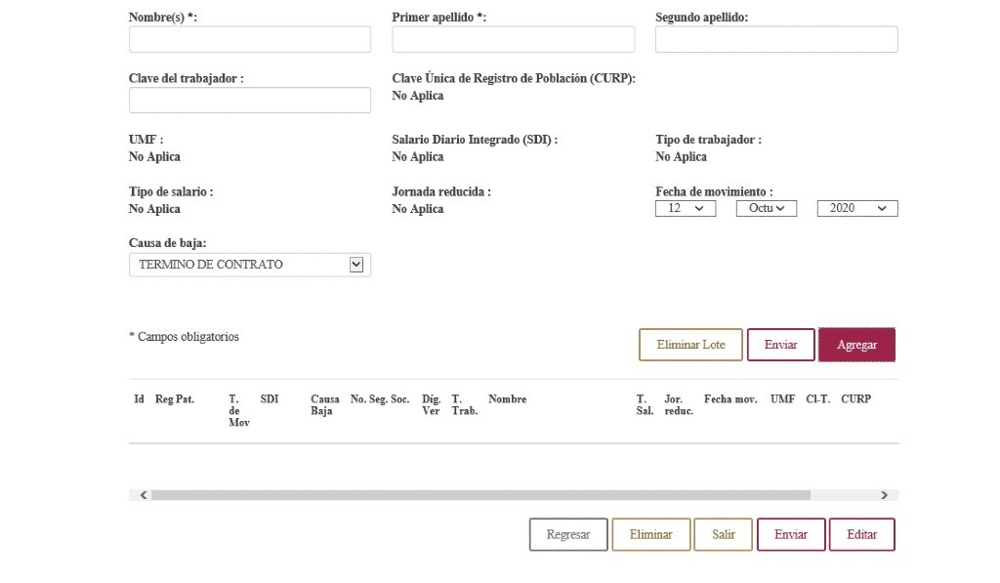 Nombre(s) *: Primer apellido *: Segundo apellido:
Clave del trabajador : Clave Única de Registro de Población (CURP):
No Aplica
UMF : Salario Diario Integrado (SDI) : Tipo de trabajador :
No Aplica No Aplica No Aplica
Tipo de salario : Jornada reducida : Fecha de movimiento :
No Aplica No Aplica 12 Octu 2020
Causa de baja:
TERMINO DE CONTRATO
* Campos obligatorios Eliminar Lote Enviar Agregar
Id Reg Pat. T. SDI Causa No. Seg. Soc. Díg. T. Nombre T. Jor. Fecha mov. UMF Cl-T. CURP
de Baja Ver Trab. Sal. reduc.
Mov
Regresar Eliminar Salir Enviar Editar